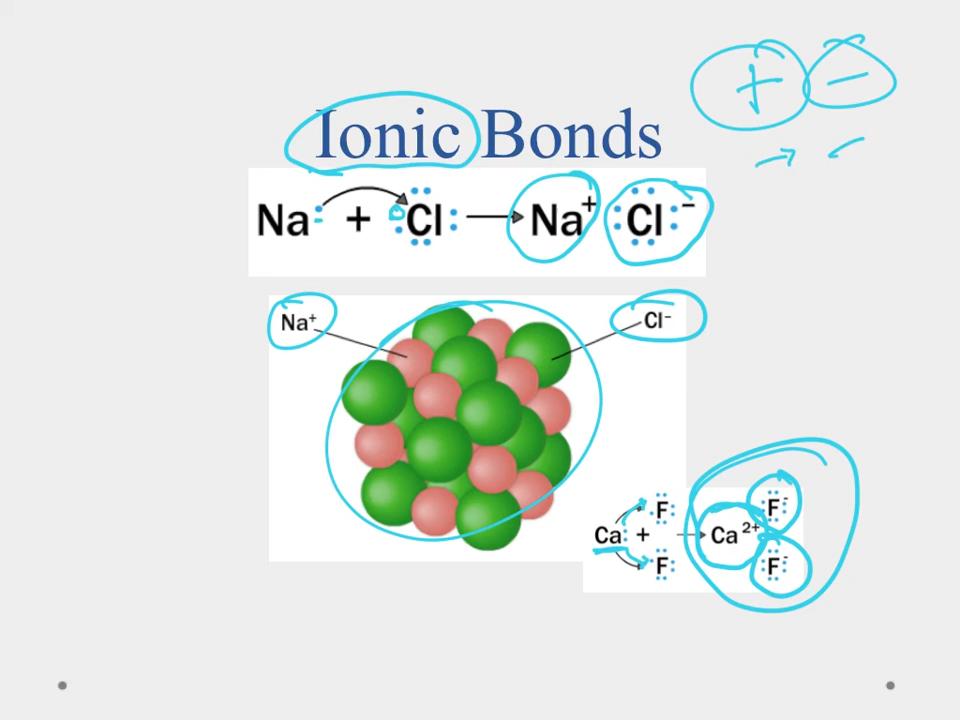 + −
Ionic Bonds
Na + Cl → Na⁺ Cl⁻
Na⁺
Cl⁻
F F⁻
Ca + → Ca²⁺
F F⁻